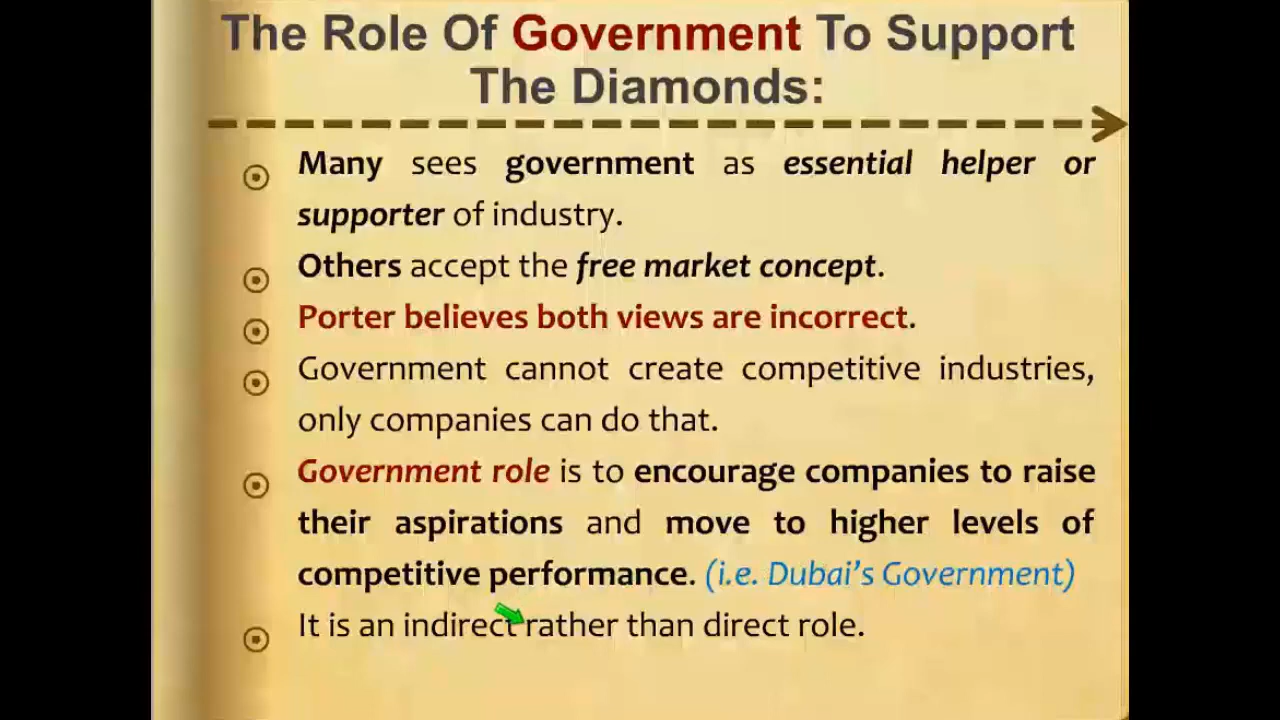 The Role Of Government To Support
The Diamonds:
Many sees government as essential helper or
supporter of industry.
Others accept the free market concept.
Porter believes both views are incorrect.
Government cannot create competitive industries,
only companies can do that.
Government role is to encourage companies to raise
their aspirations and move to higher levels of
competitive performance. (i.e. Dubai's Government)
It is an indirect rather than direct role.